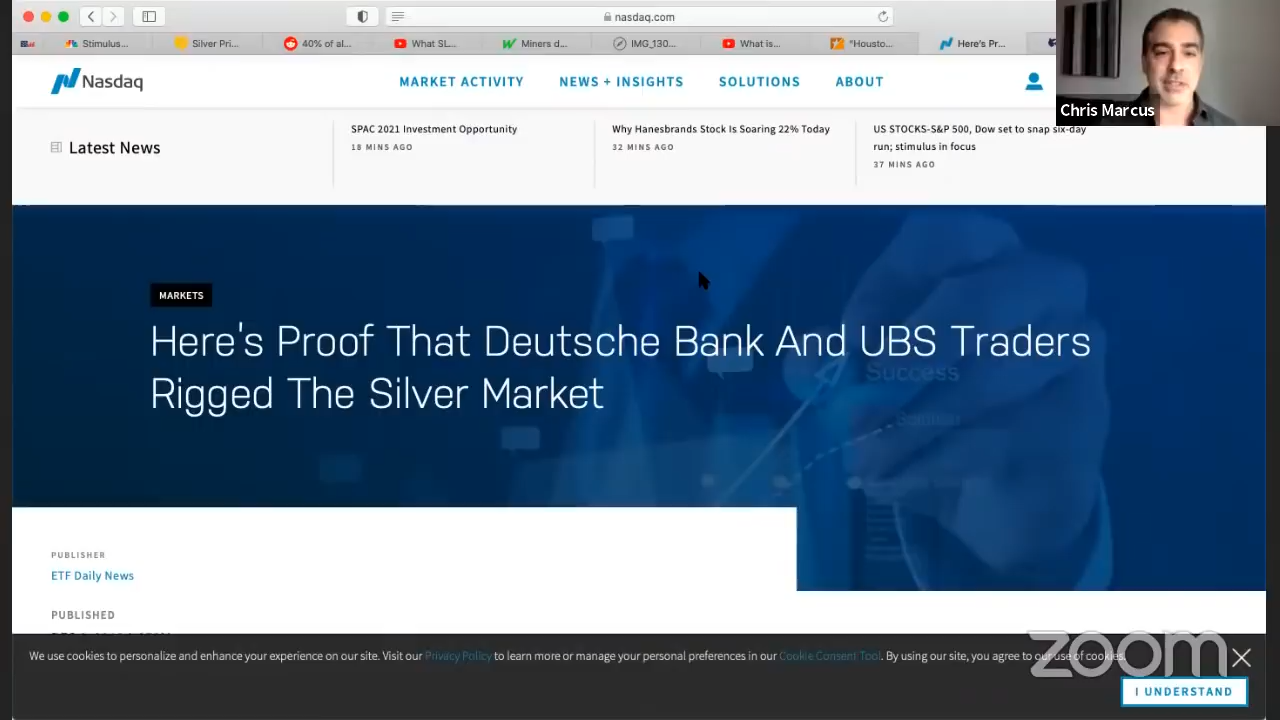 nasdaq.com
Stimulus...
Silver Pri...
40% of al...
What SL...
Miners d...
IMG_130...
What is...
"Housto...
Here's Pr...
Chris Marcus
Nasdaq
MARKET ACTIVITY
NEWS + INSIGHTS
SOLUTIONS
ABOUT
Latest News
SPAC 2021 Investment Opportunity
18 MINS AGO
Why Hanesbrands Stock Is Soaring 22% Today
32 MINS AGO
US STOCKS-S&P 500, Dow set to snap six-day
run; stimulus in focus
37 MINS AGO
MARKETS
Here's Proof That Deutsche Bank And UBS Traders
Rigged The Silver Market
Success
PUBLISHER
ETF Daily News
PUBLISHED
We use cookies to personalize and enhance your experience on our site. Visit our Privacy Policy to learn more or manage your personal preferences in our Cookie Consent Tool. By using our site, you agree to our use of cookies.
zoom
I UNDERSTAND